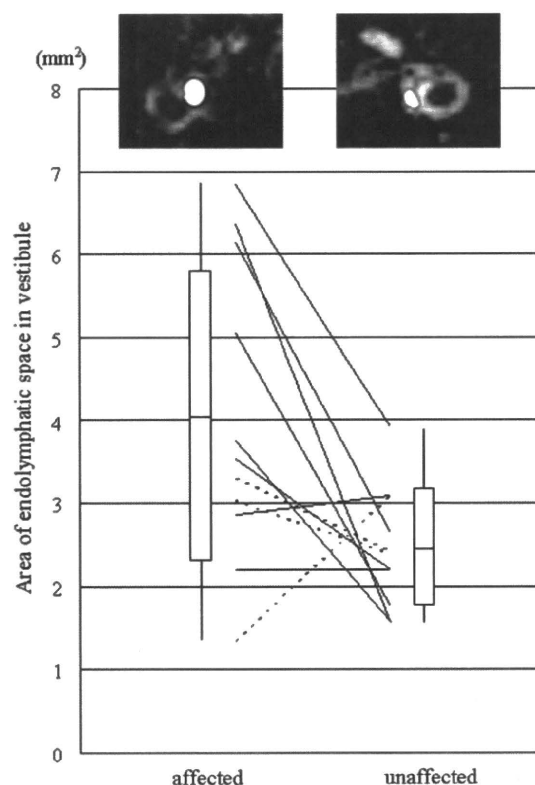 (mm²)
8
7
6
5
4
3
2
1
0
Area of endolymphatic space in vestibule
affected
unaffected